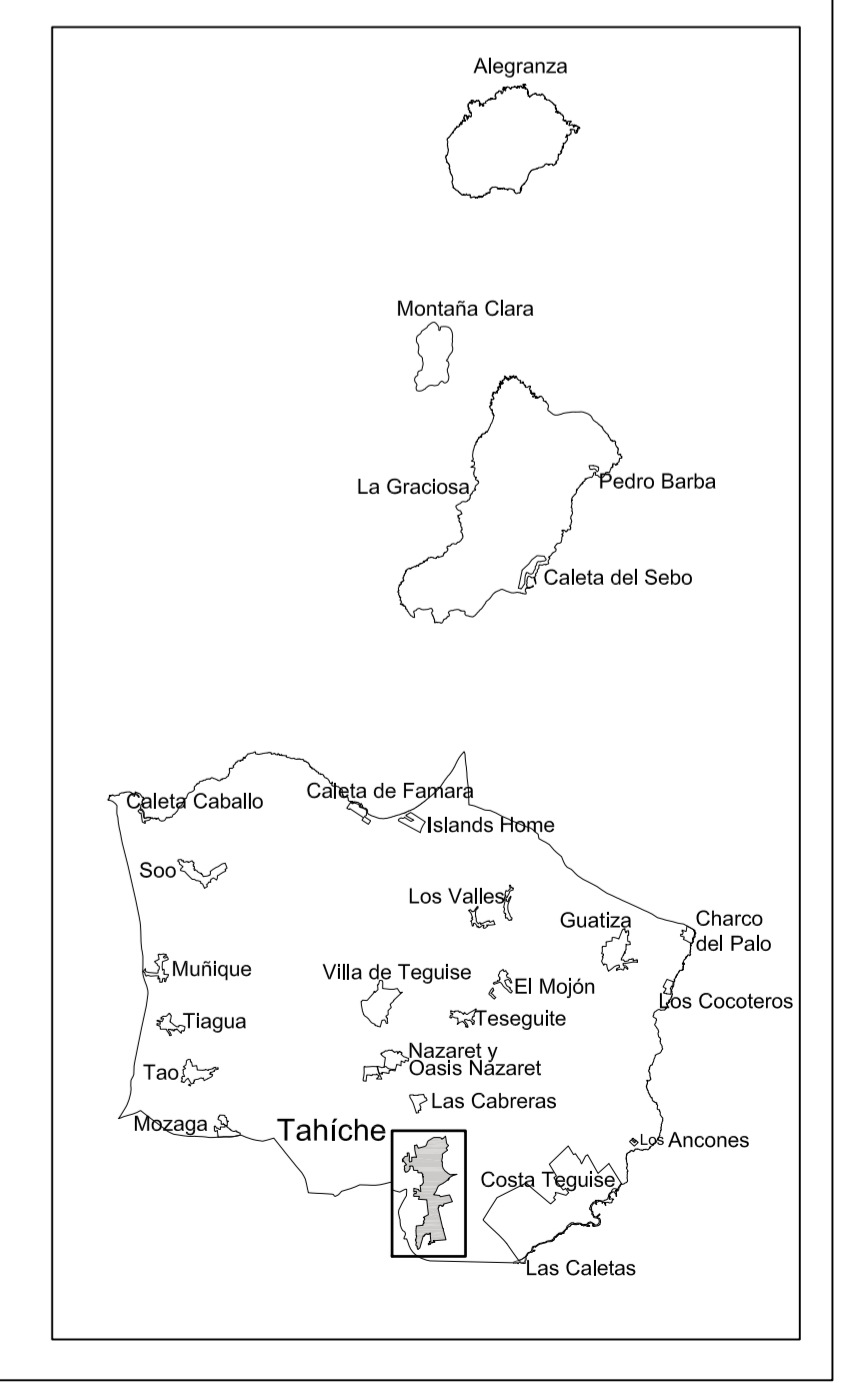 Alegranza
Montaña Clara
La Graciosa
Pedro Barba
Caleta del Sebo
Caleta Caballo
Caleta de Famara
Islands Home
Soo
Los Valles
Guatiza
Charco
del Palo
Muñique
Villa de Teguise
El Mojón
Los Cocoteros
Tiagua
Teseguite
Nazaret y
Oasis Nazaret
Tao
Las Cabreras
Mozaga
Tahíche
Los Ancones
Costa Teguise
Las Caletas